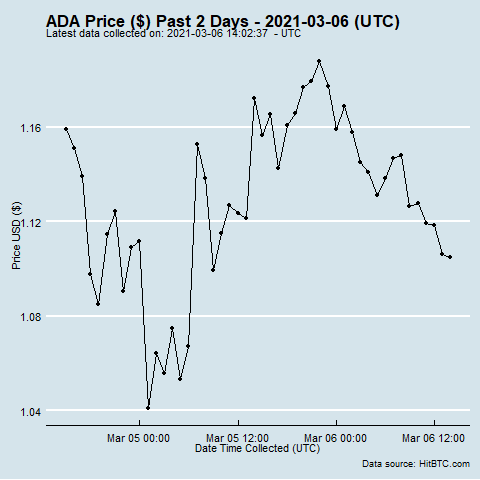 ADA Price ($) Past 2 Days - 2021-03-06 (UTC)
Latest data collected on: 2021-03-06 14:02:37  - UTC
1.16
1.12
1.08
1.04
Price USD ($)
Mar 05 00:00 Mar 05 12:00 Mar 06 00:00 Mar 06 12:00
Date Time Collected (UTC)
Data source: HitBTC.com